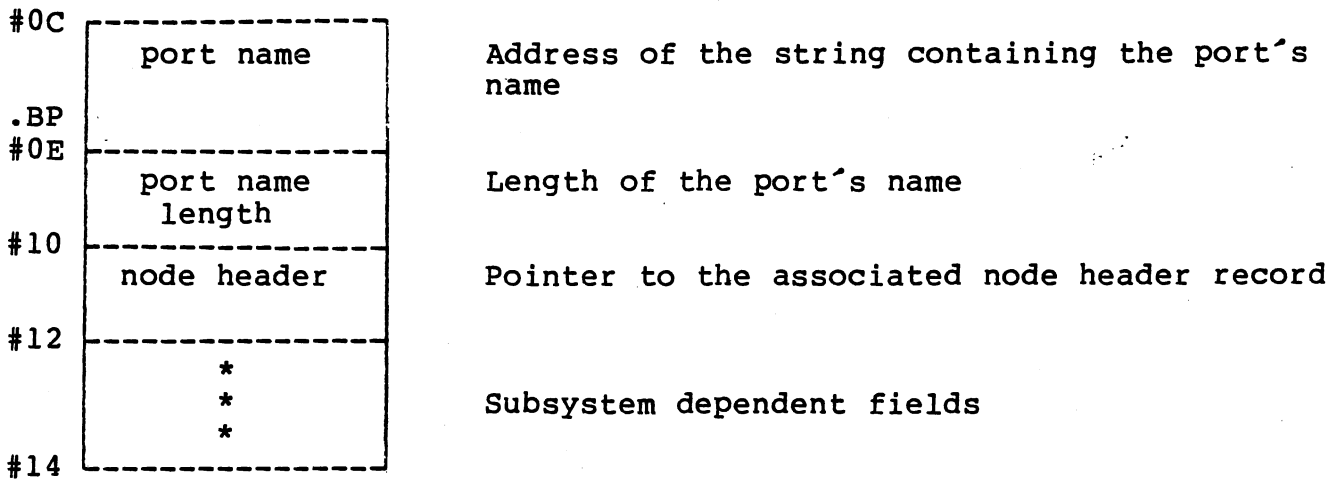 #0C
port name Address of the string containing the port´s
name
.BP
#0E
port name Length of the port´s name
length
#10
node header Pointer to the associated node header record
#12
*
* Subsystem dependent fields
*
#14